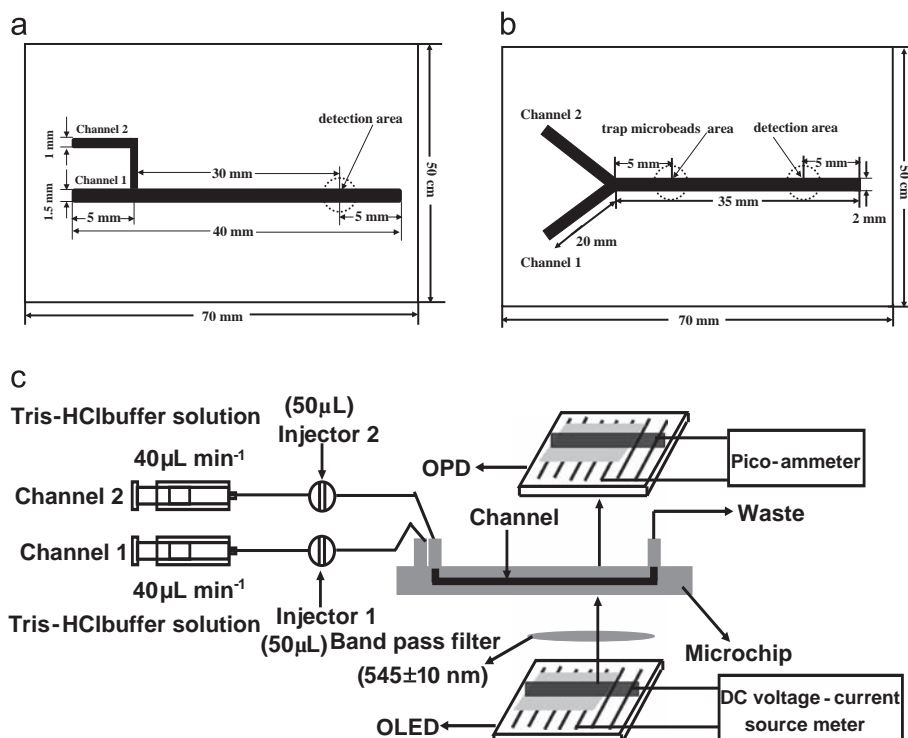 a
Channel 2
1 mm
detection area
30 mm
Channel 1
1.5 mm
5 mm
5 mm
40 mm
50 cm
70 mm
b
Channel 2
trap microbeads area
detection area
5 mm
5 mm
35 mm
2 mm
20 mm
Channel 1
50 cm
70 mm
c
Tris-HClbuffer solution
(50µL)
Injector 2
40µL min-1
Channel 2
OPD
Pico-ammeter
Channel
Waste
Channel 1
40µL min-1
Tris-HClbuffer solution
Injector 1
(50µL)
Band pass filter
(545±10 nm)
Microchip
OLED
DC voltage - current
source meter